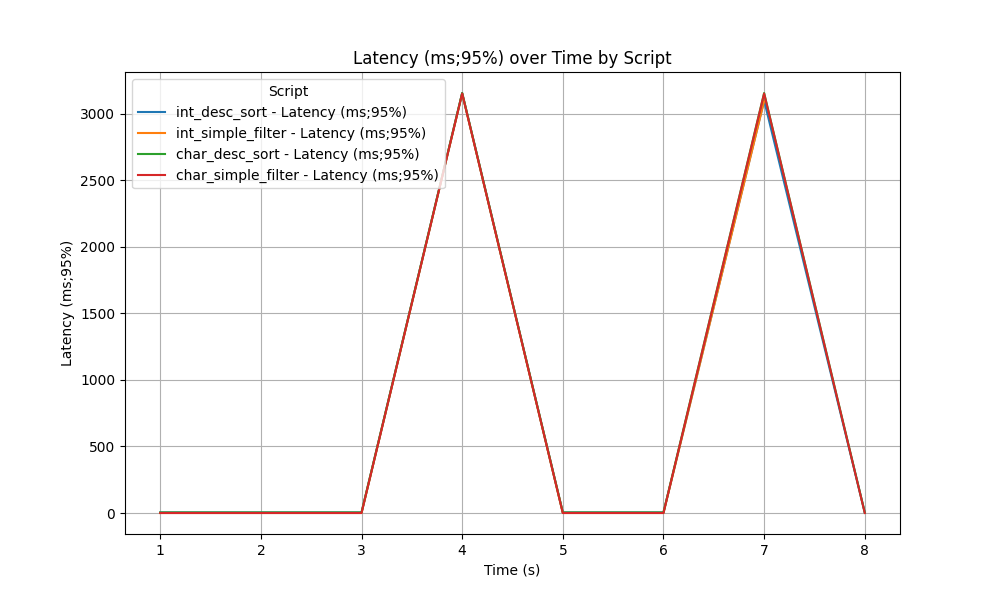 Latency (ms;95%) over Time by Script
Script
int_desc_sort - Latency (ms;95%)
int_simple_filter - Latency (ms;95%)
char_desc_sort - Latency (ms;95%)
char_simple_filter - Latency (ms;95%)
Latency (ms;95%)
3000
2500
2000
1500
1000
500
0
1 2 3 4 5 6 7 8
Time (s)